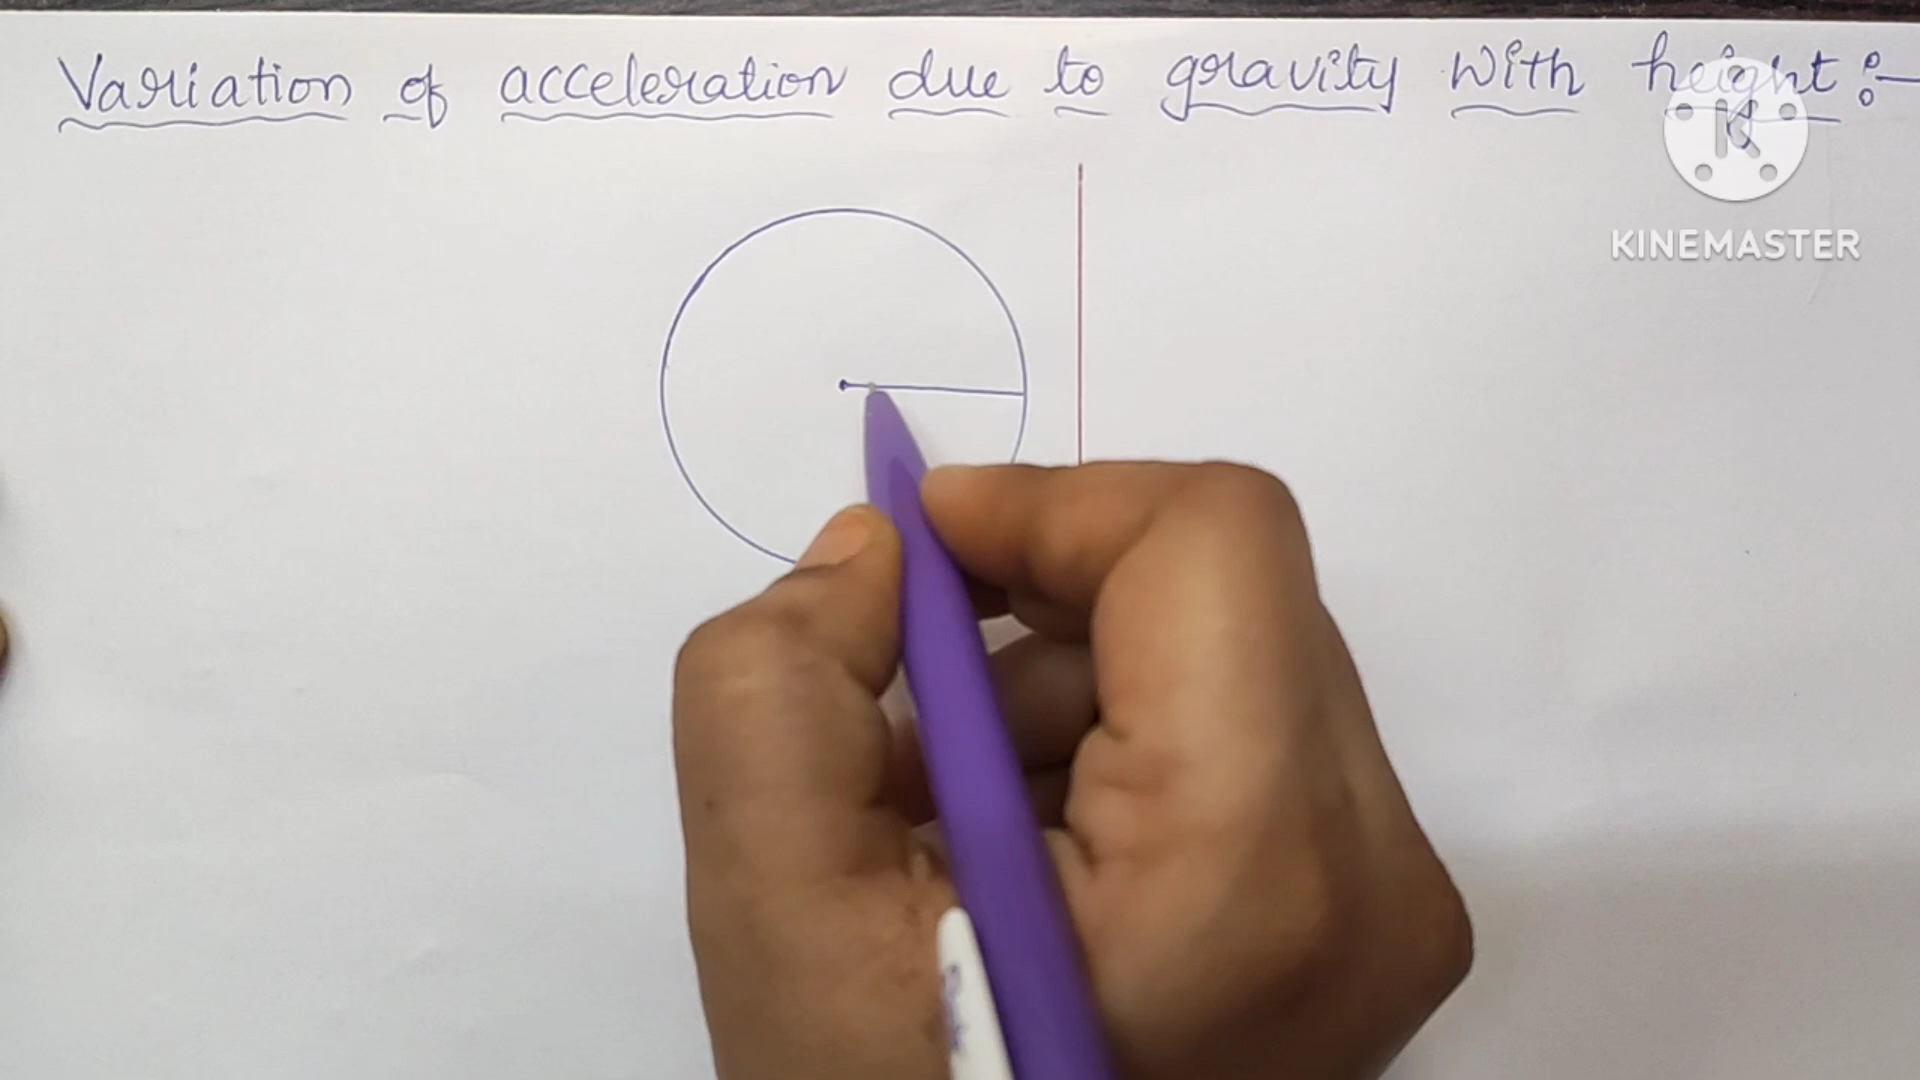 Variation of acceleration due to gravity with height :-
KINEMASTER